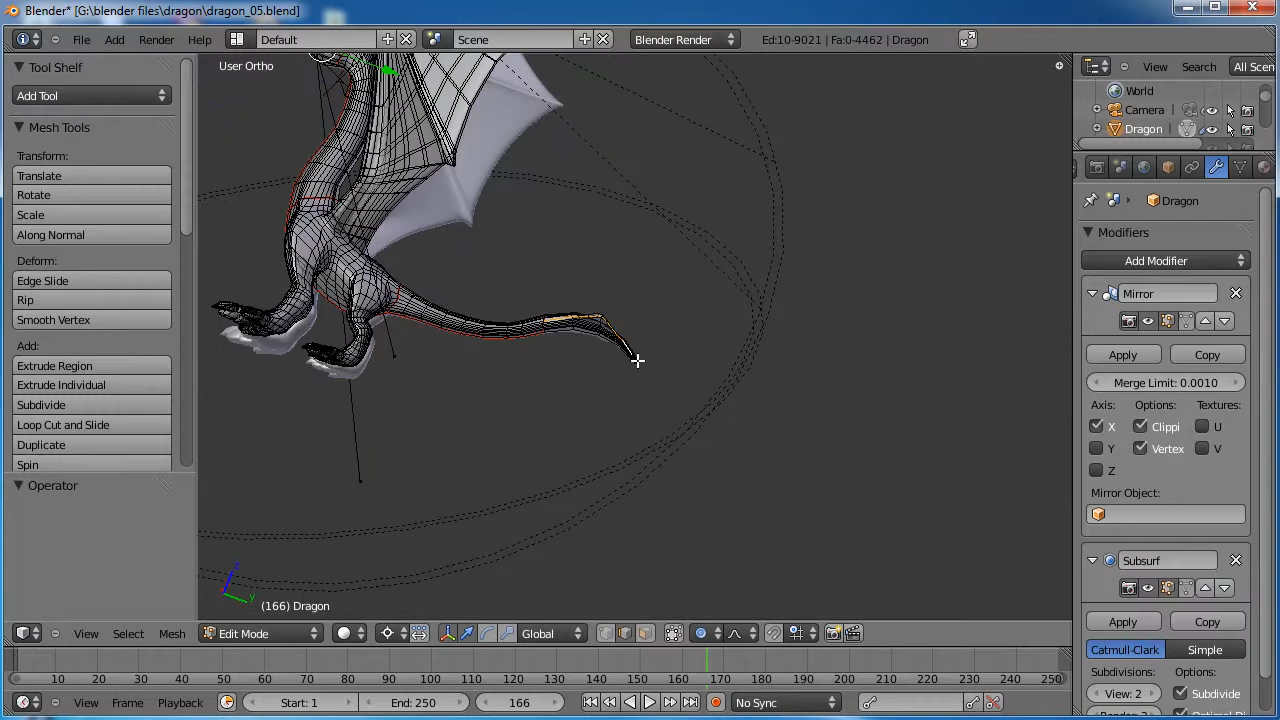 Blender* [G:\blender files\dragon\dragon_05.blend]
File Add Render Help Default Scene Blender Render Ed:10-9021 | Fa:0-4462 | Dragon
Tool Shelf
Add Tool
Mesh Tools
Transform:
Translate
Rotate
Scale
Along Normal
Deform:
Edge Slide
Rip
Smooth Vertex
Add:
Extrude Region
Extrude Individual
Subdivide
Loop Cut and Slide
Duplicate
Spin
Operator
User Ortho
z
y
(166) Dragon
View Select Mesh Edit Mode Global
View Search All Scen
World
Camera
Dragon
Dragon
Modifiers
Add Modifier
Mirror
Apply Copy
Merge Limit: 0.0010
Axis: Options: Textures:
X Clippi U
Y Vertex V
Z
Mirror Object:
Subsurf
Apply Copy
Catmull-Clark Simple
Subdivisions: Options:
View: 2 Subdivide
10 20 30 40 50 60 70 80 90 100 110 120 130 140 150 160 170 180 190 200 210 220 230 240 250
View Frame Playback Start: 1 End: 250 166 No Sync